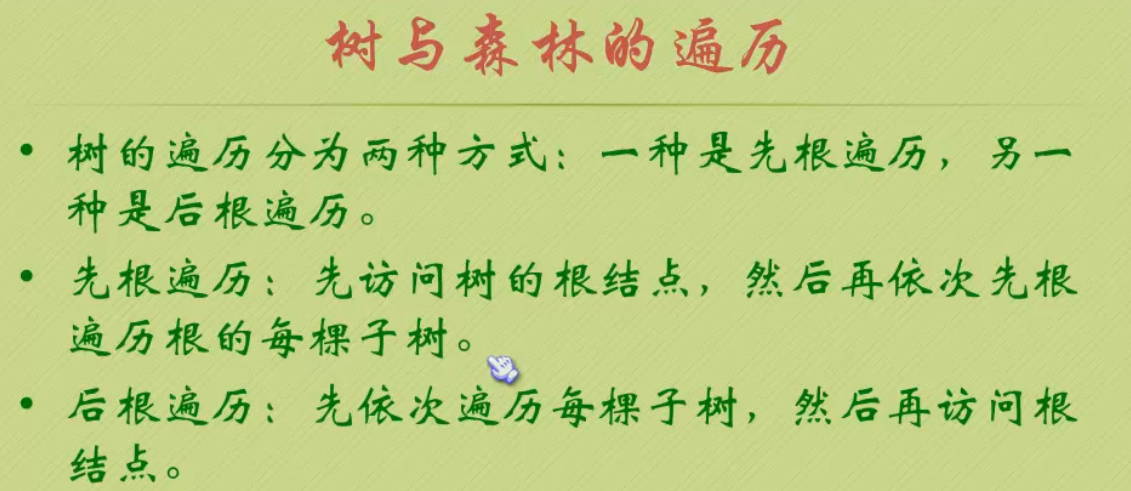 树与森林的遍历
• 树的遍历分为两种方式：一种是先根遍历，另一
种是后根遍历。
• 先根遍历：先访问树的根结点，然后再依次先根
遍历根的每棵子树。
• 后根遍历：先依次遍历每棵子树，然后再访问根
结点。